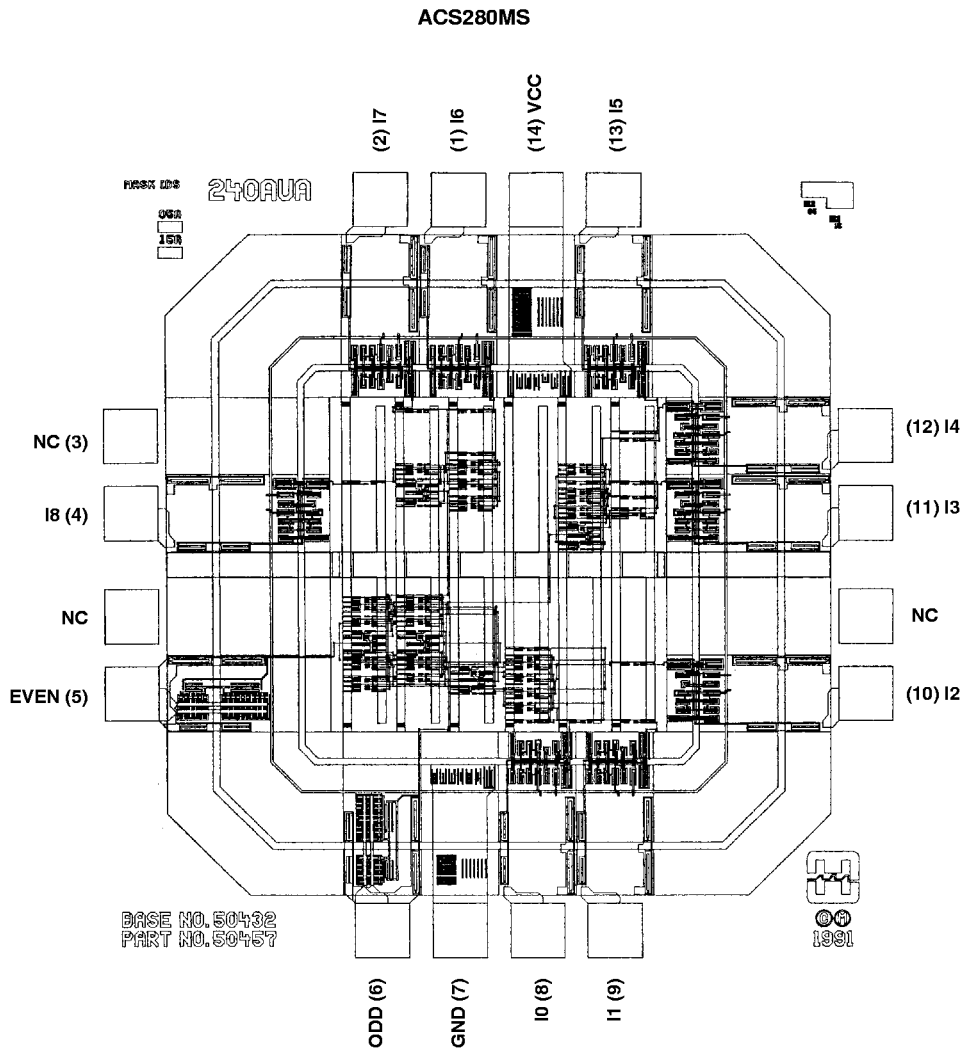 ACS280MS
(2) I7
(1) I6
(14) VCC
(13) I5
MASK IDS
240AUA
05A
15A
NC (3)
(12) I4
I8 (4)
(11) I3
NC
NC
EVEN (5)
(10) I2
BASE NO. 50432
PART NO. 50457
ODD (6)
GND (7)
I0 (8)
I1 (9)
1991